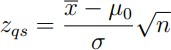 z_{qs} = \frac{\overline{x} - \mu_0}{\sigma} \sqrt{n}